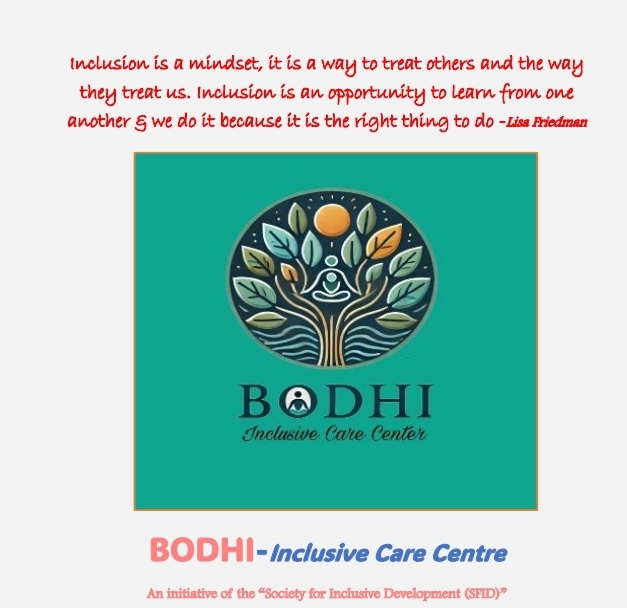 Inclusion is a mindset, it is a way to treat others and the way
they treat us. Inclusion is an opportunity to learn from one
another & we do it because it is the right thing to do -Lisa Friedman
BODHI
Inclusive Care Center
BODHI-Inclusive Care Centre
An initiative of the “Society for Inclusive Development (SFID)”